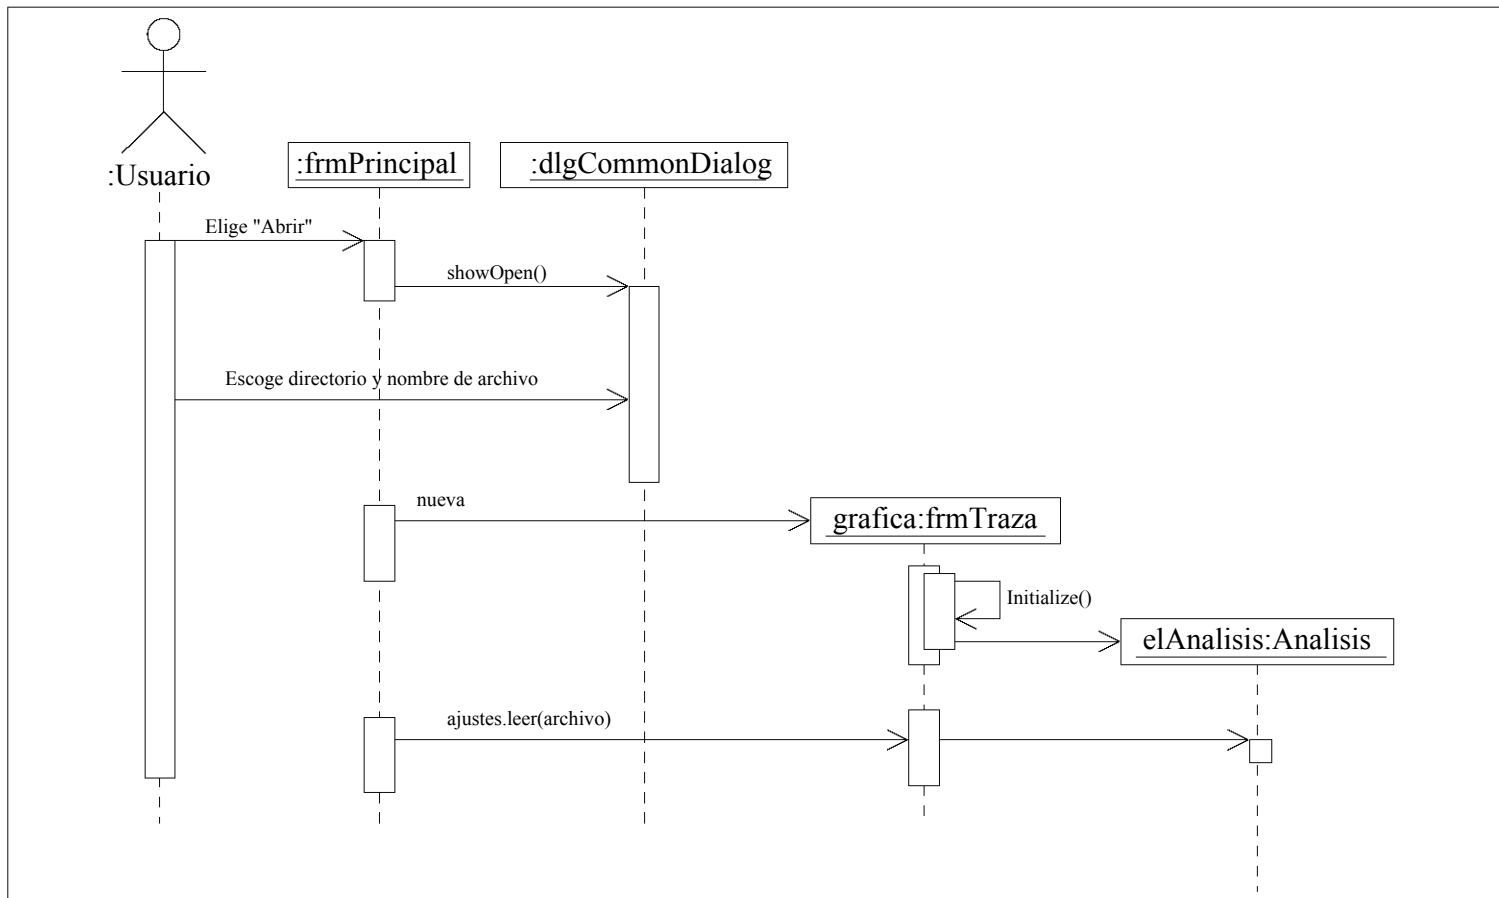 :Usuario
:frmPrincipal
:dlgCommonDialog
Elige "Abrir"
showOpen()
Escoge directorio y nombre de archivo
nueva
grafica:frmTraza
Initialize()
elAnalisis:Analisis
ajustes.leer(archivo)